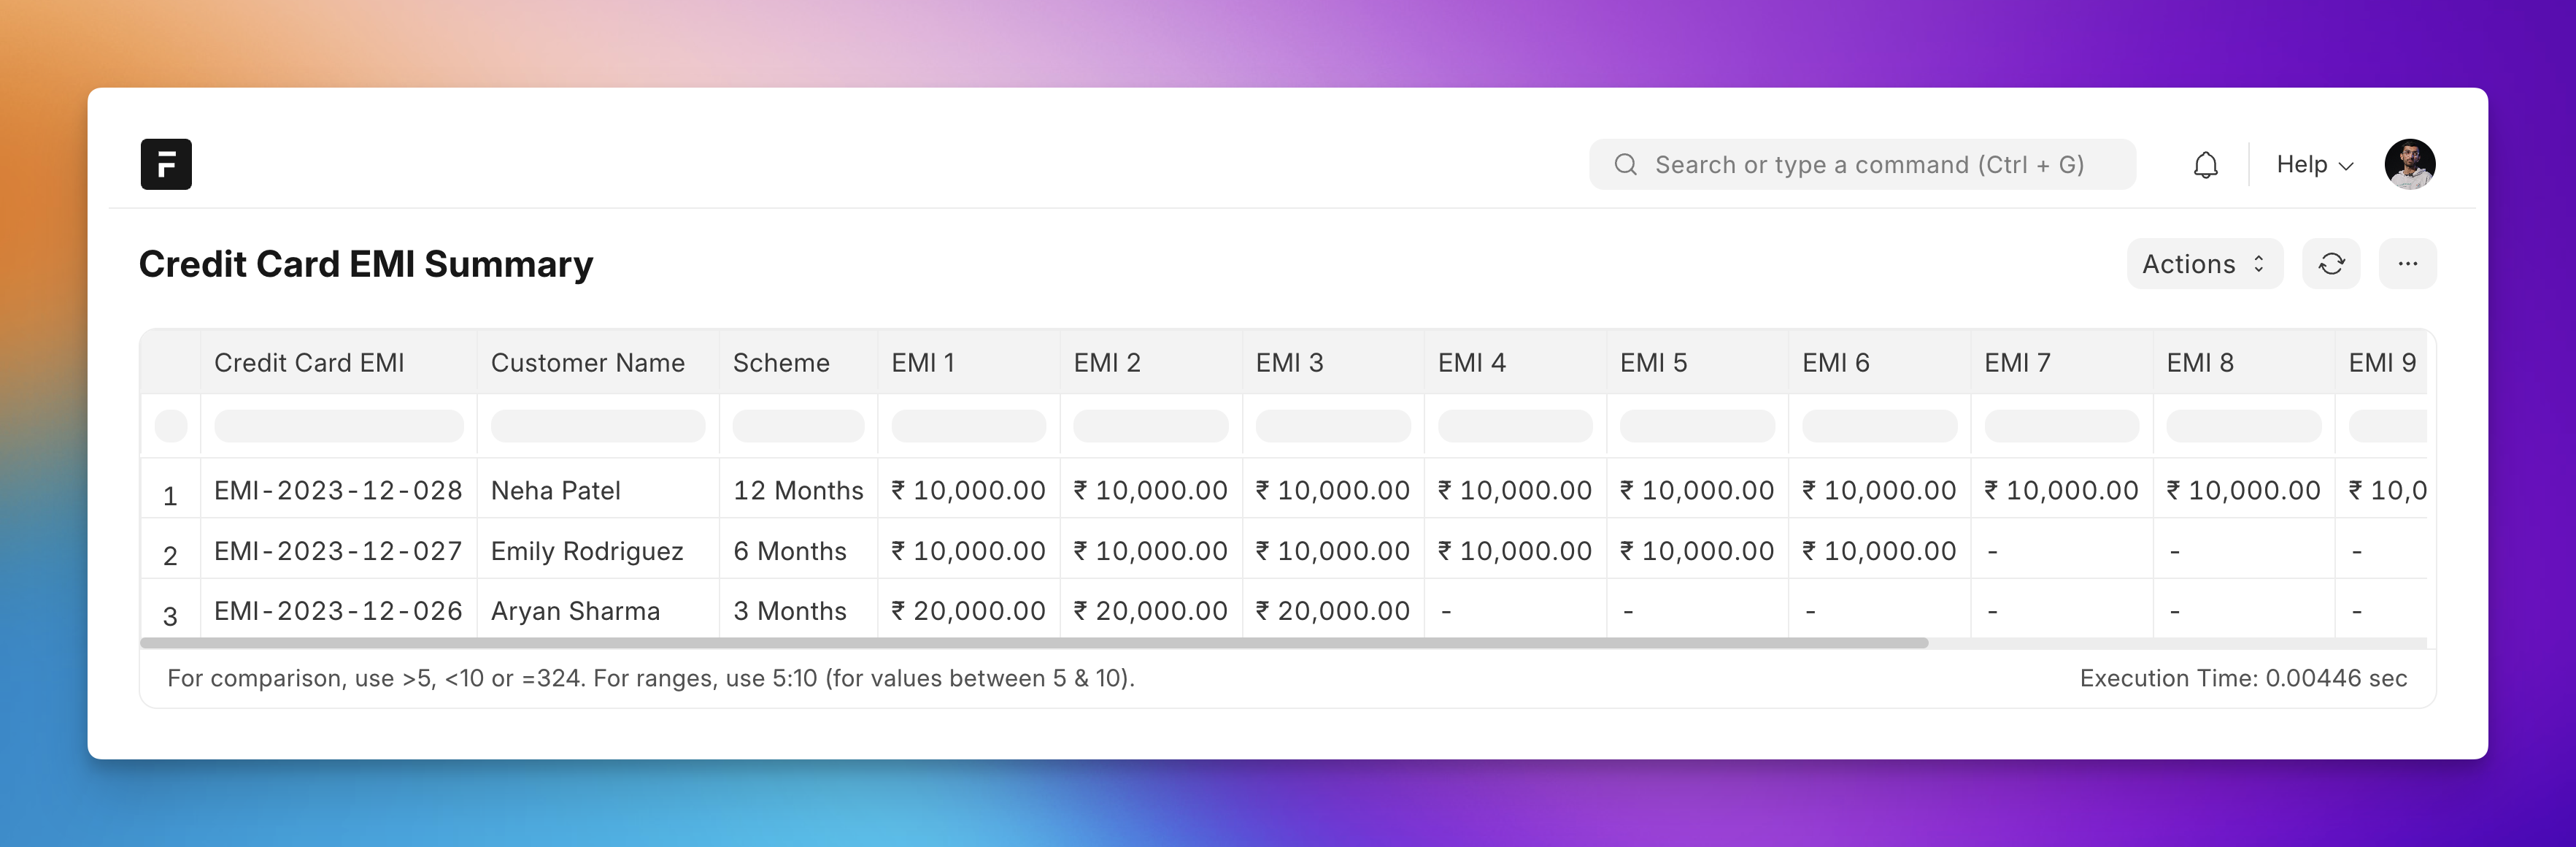 F
Search or type a command (Ctrl + G)
Help
Credit Card EMI Summary
Actions
Credit Card EMI Customer Name Scheme EMI 1 EMI 2 EMI 3 EMI 4 EMI 5 EMI 6 EMI 7 EMI 8 EMI 9
1 EMI-2023-12-028 Neha Patel 12 Months ₹ 10,000.00 ₹ 10,000.00 ₹ 10,000.00 ₹ 10,000.00 ₹ 10,000.00 ₹ 10,000.00 ₹ 10,000.00 ₹ 10,000.00 ₹ 10,0
2 EMI-2023-12-027 Emily Rodriguez 6 Months ₹ 10,000.00 ₹ 10,000.00 ₹ 10,000.00 ₹ 10,000.00 ₹ 10,000.00 ₹ 10,000.00 - - -
3 EMI-2023-12-026 Aryan Sharma 3 Months ₹ 20,000.00 ₹ 20,000.00 ₹ 20,000.00 - - - - - -
For comparison, use >5, <10 or =324. For ranges, use 5:10 (for values between 5 & 10).
Execution Time: 0.00446 sec